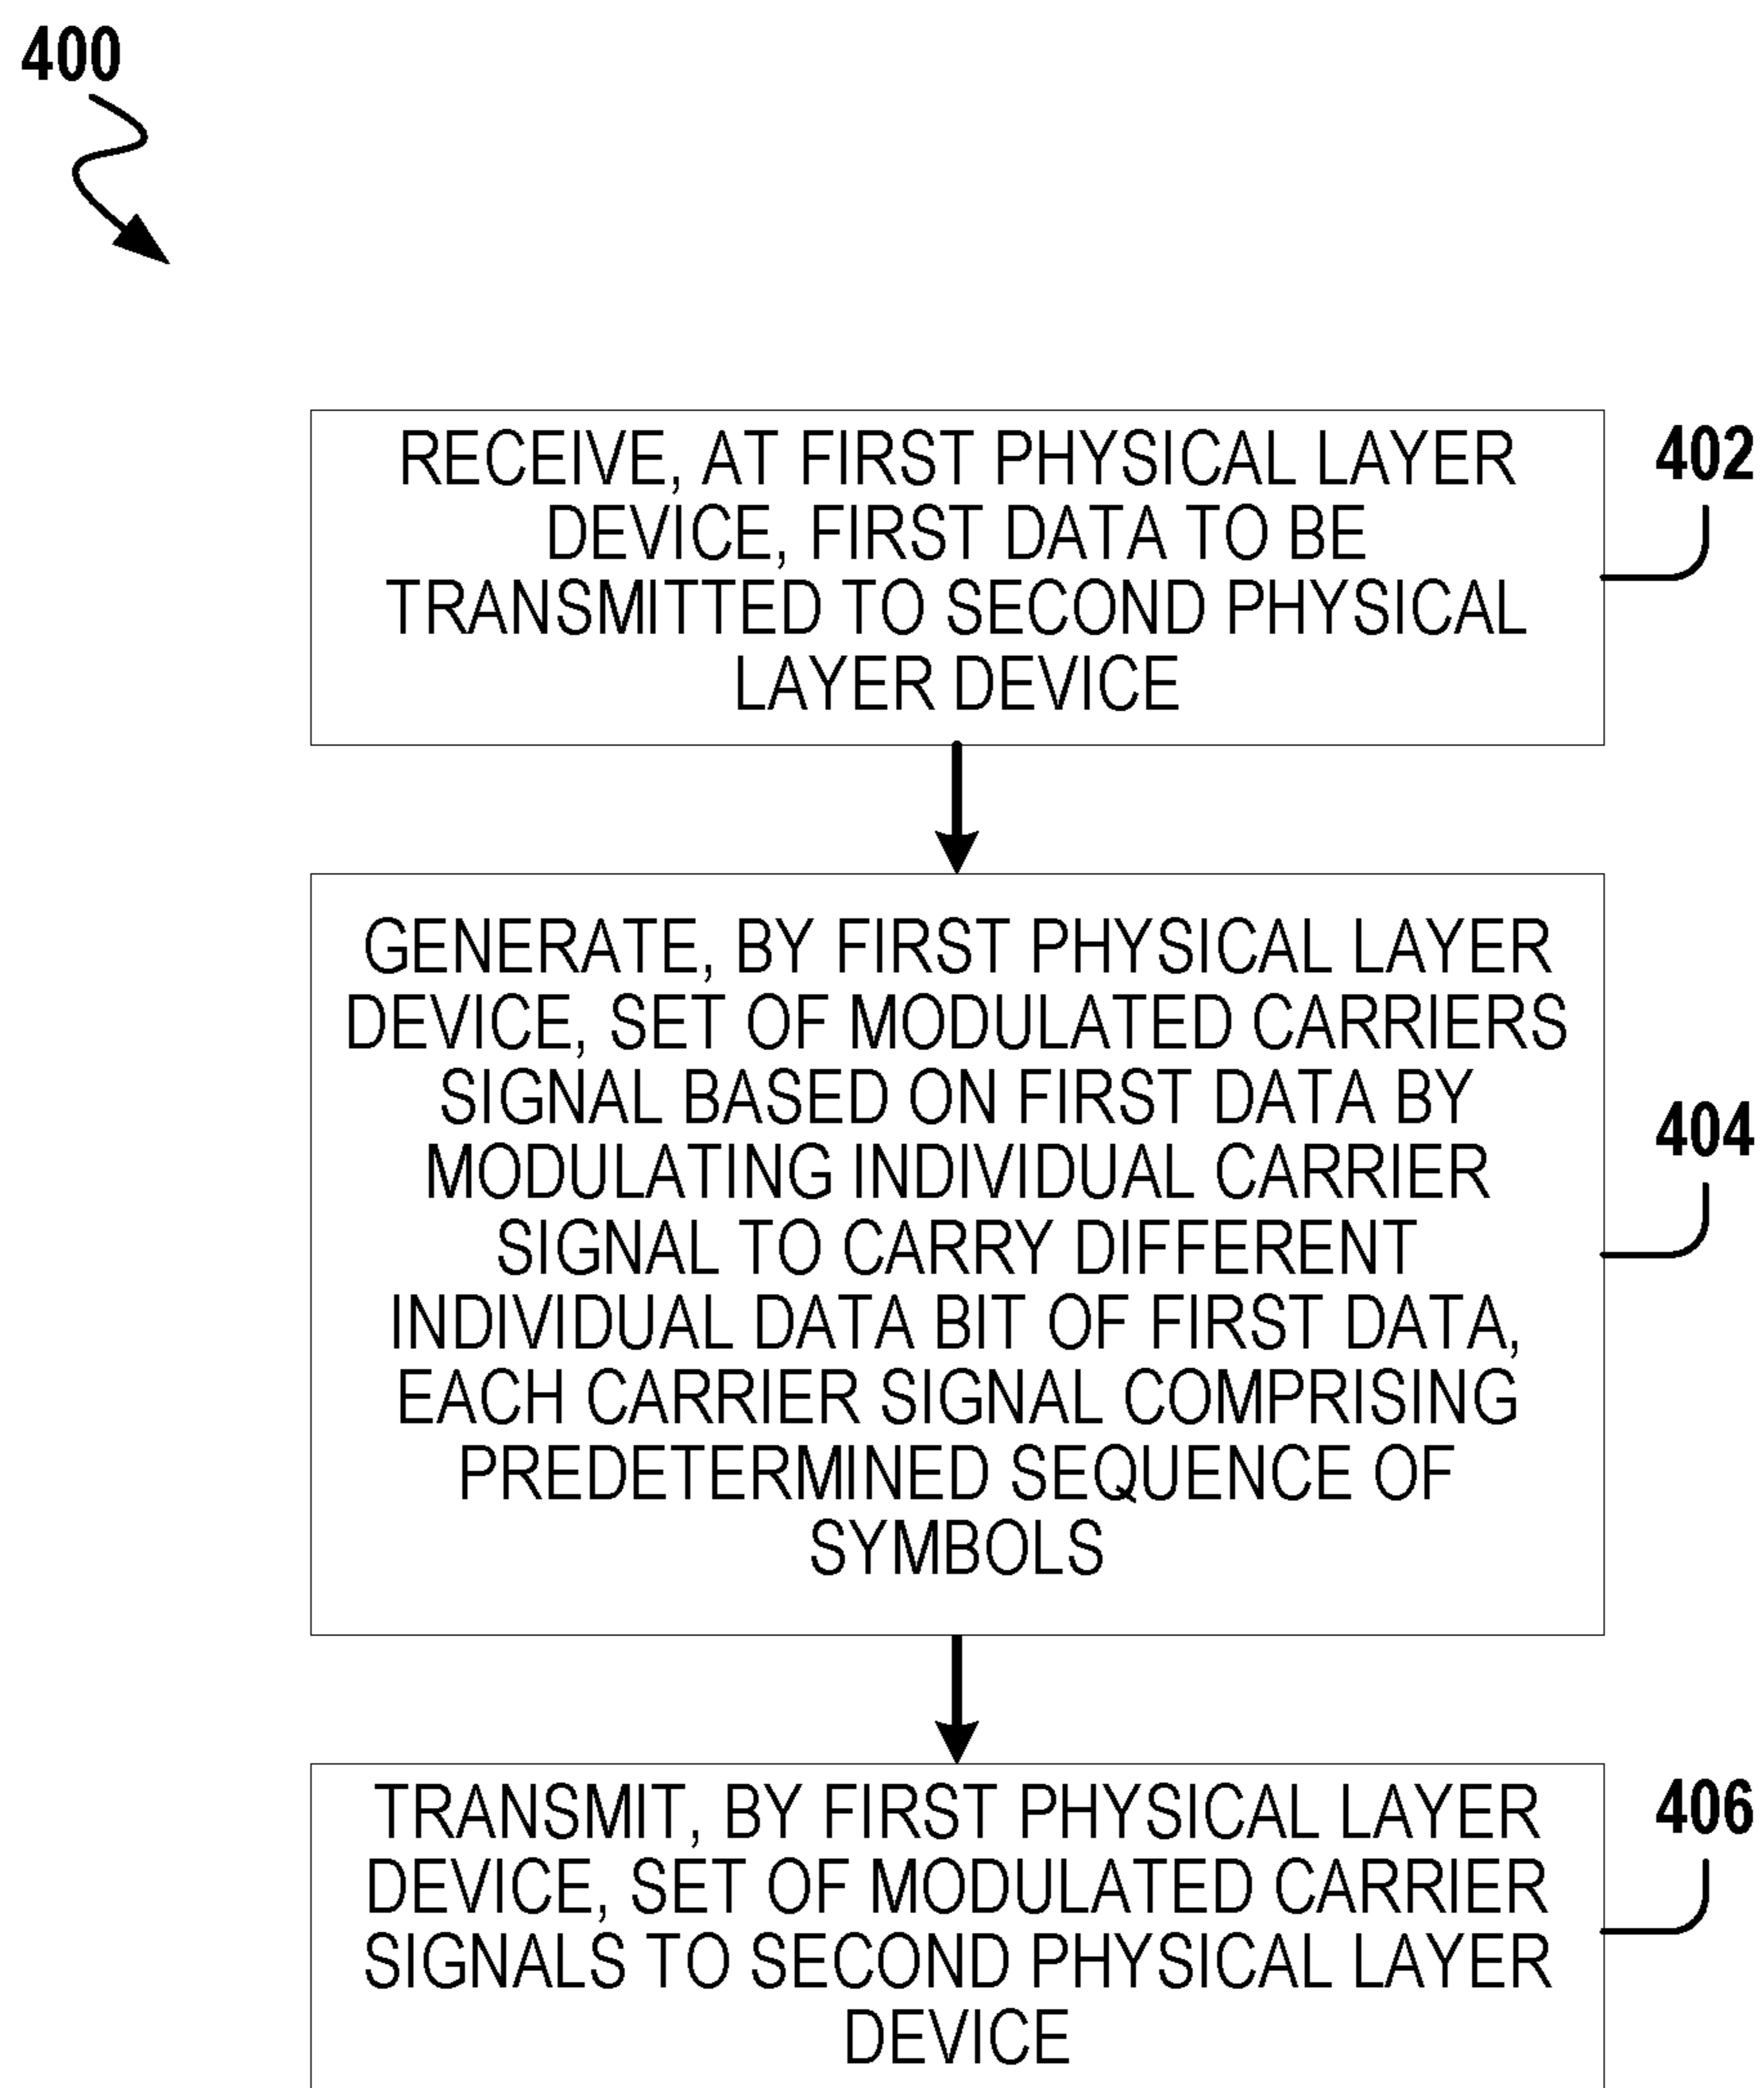 400
RECEIVE, AT FIRST PHYSICAL LAYER
DEVICE, FIRST DATA TO BE
TRANSMITTED TO SECOND PHYSICAL
LAYER DEVICE
402
GENERATE, BY FIRST PHYSICAL LAYER
DEVICE, SET OF MODULATED CARRIERS
SIGNAL BASED ON FIRST DATA BY
MODULATING INDIVIDUAL CARRIER
SIGNAL TO CARRY DIFFERENT
INDIVIDUAL DATA BIT OF FIRST DATA,
EACH CARRIER SIGNAL COMPRISING
PREDETERMINED SEQUENCE OF
SYMBOLS
404
TRANSMIT, BY FIRST PHYSICAL LAYER
DEVICE, SET OF MODULATED CARRIER
SIGNALS TO SECOND PHYSICAL LAYER
DEVICE
406